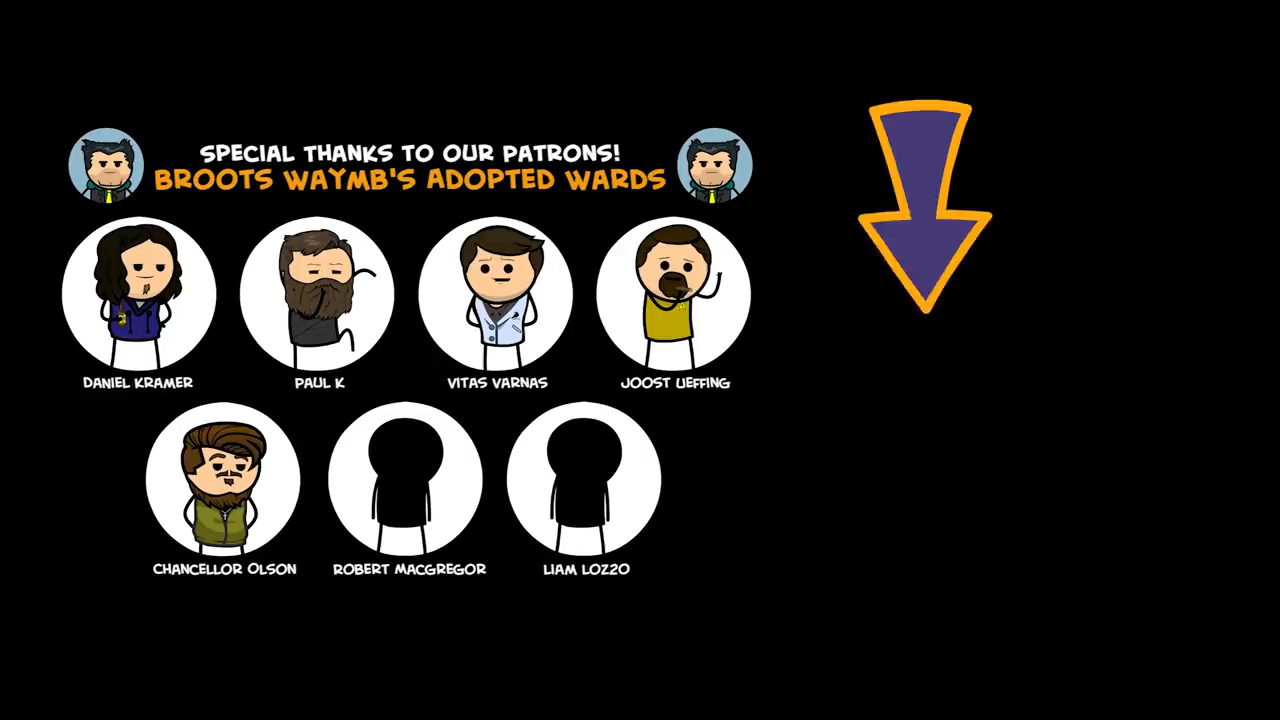 SPECIAL THANKS TO OUR PATRONS!
BROOTS WAYMB'S ADOPTED WARDS
DANIEL KRAMER
PAUL K
VITAS VARNAS
JOOST UEFFING
CHANCELLOR OLSON
ROBERT MACGREGOR
LIAM LOZZO